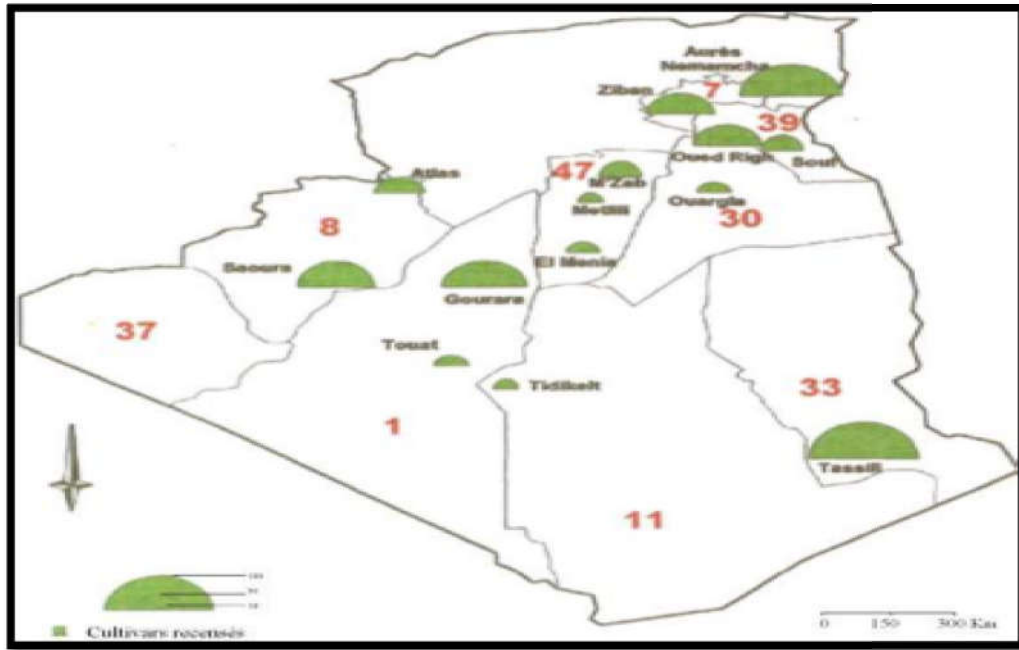 Aurès
Nemamcha
Ziban
7
39
Oued Righ
Souf
47
M'Zab
Atlas
Metlili
Ouargla
30
8
El Menia
Saoura
Gourara
37
Touat
Tidikelt
33
1
Tassili
11
Cultivars recensés
0 150 300 Km